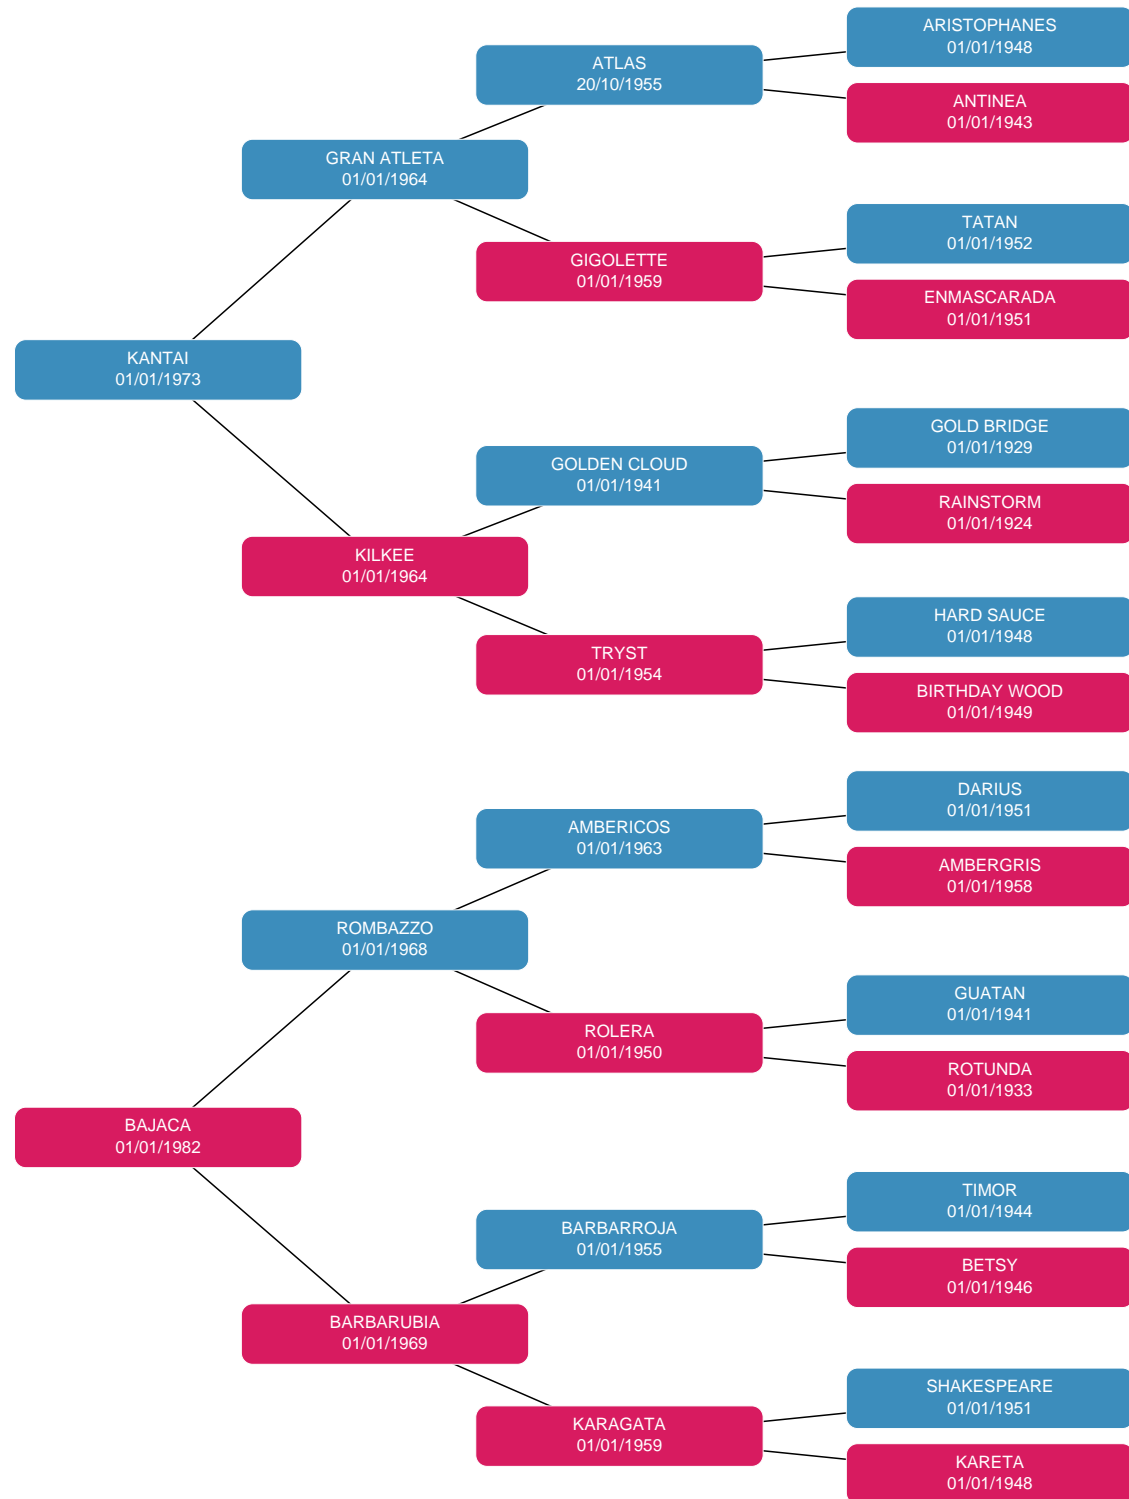 ARISTOPHANES
01/01/1948
ATLAS
20/10/1955
ANTINEA
01/01/1943
GRAN ATLETA
01/01/1964
TATAN
01/01/1952
GIGOLETTE
01/01/1959
ENMASCARADA
01/01/1951
KANTAI
01/01/1973
GOLD BRIDGE
01/01/1929
GOLDEN CLOUD
01/01/1941
RAINSTORM
01/01/1924
KILKEE
01/01/1964
HARD SAUCE
01/01/1948
TRYST
01/01/1954
BIRTHDAY WOOD
01/01/1949
DARIUS
01/01/1951
AMBERICOS
01/01/1963
AMBERGRIS
01/01/1958
ROMBAZZO
01/01/1968
GUATAN
01/01/1941
ROLERA
01/01/1950
ROTUNDA
01/01/1933
BAJACA
01/01/1982
TIMOR
01/01/1944
BARBARROJA
01/01/1955
BETSY
01/01/1946
BARBARUBIA
01/01/1969
SHAKESPEARE
01/01/1951
KARAGATA
01/01/1959
KARETA
01/01/1948